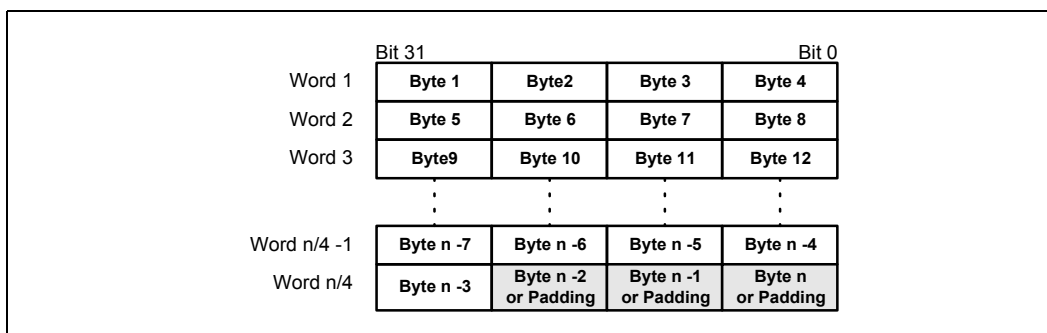 Bit 31 Bit 0
Word 1 Byte 1 Byte2 Byte 3 Byte 4
Word 2 Byte 5 Byte 6 Byte 7 Byte 8
Word 3 Byte9 Byte 10 Byte 11 Byte 12
Word n/4 -1 Byte n -7 Byte n -6 Byte n -5 Byte n -4
Word n/4 Byte n -3 Byte n -2 Byte n -1 Byte n
or Padding or Padding or Padding